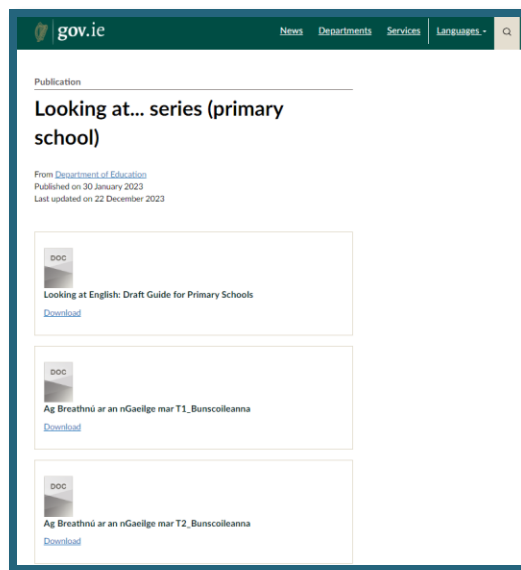 gov.ie
News Departments Services Languages
Publication
Looking at... series (primary
school)
From Department of Education
Published on 30 January 2023
Last updated on 22 December 2023
DOC
Looking at English: Draft Guide for Primary Schools
Download
DOC
Ag Breathnú ar an nGaeilge mar T1_Bunscoileanna
Download
DOC
Ag Breathnú ar an nGaeilge mar T2_Bunscoileanna
Download